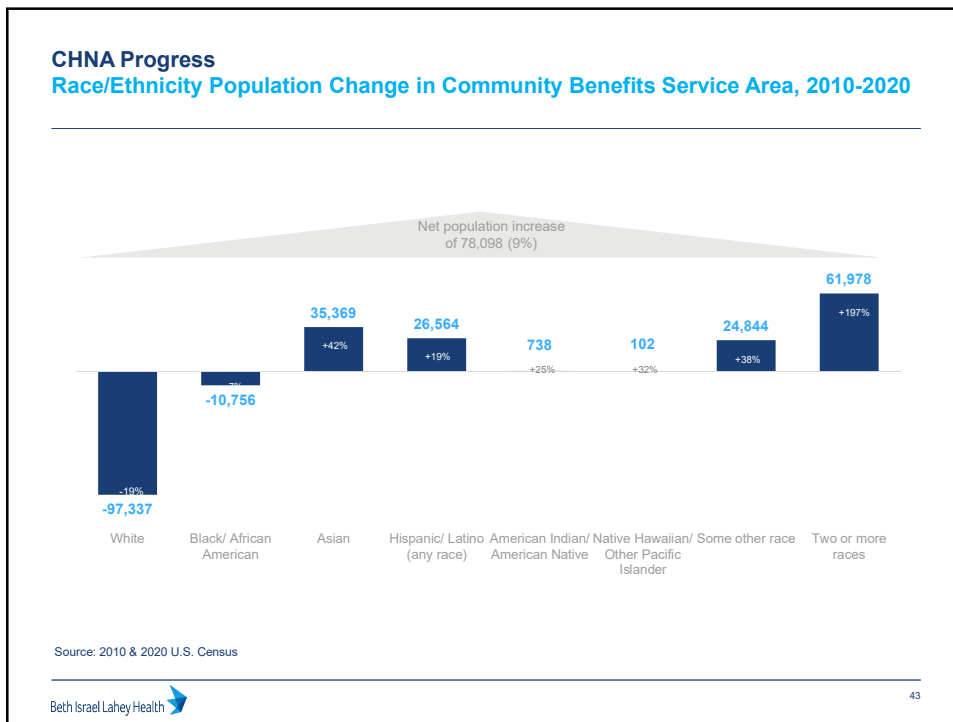 CHNA Progress
Race/Ethnicity Population Change in Community Benefits Service Area, 2010-2020
Net population increase
of 78,098 (9%)
61,978
+197%
35,369
+42%
26,564
+19%
738
+25%
102
+32%
24,844
+38%
-7%
-10,756
-19%
-97,337
White
Black/ African
American
Asian
Hispanic/ Latino
(any race)
American Indian/
American Native
Native Hawaiian/
Other Pacific
Islander
Some other race
Two or more
races
Source: 2010 & 2020 U.S. Census
Beth Israel Lahey Health
43